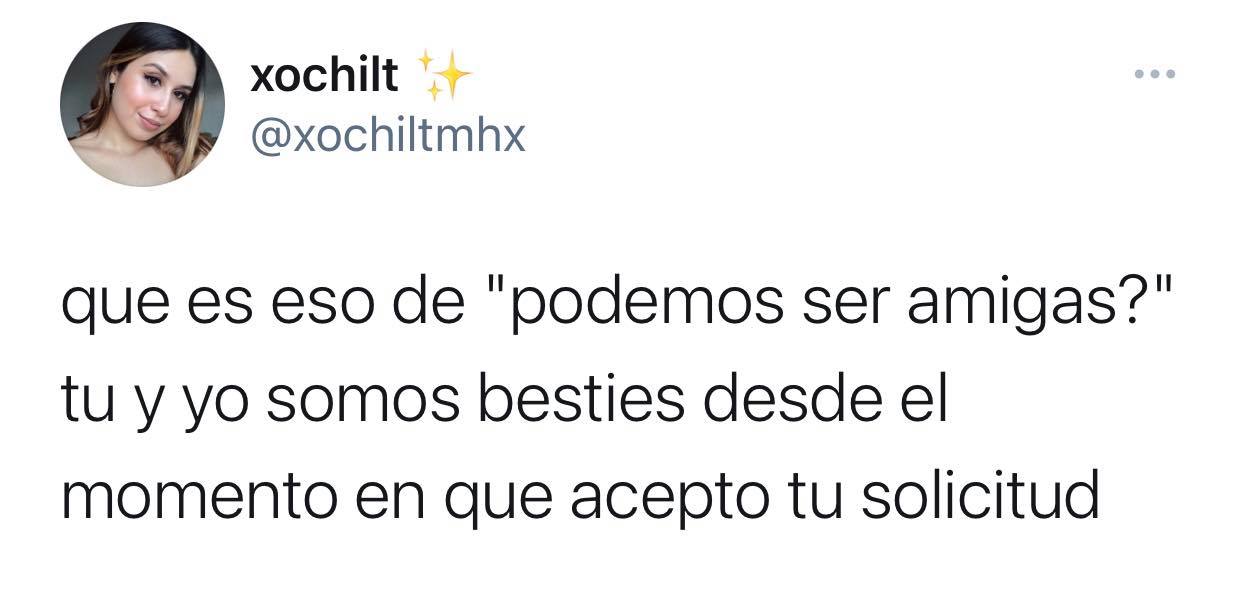 xochilt ✨
@xochiltmhx
que es eso de "podemos ser amigas?"
tu y yo somos besties desde el
momento en que acepto tu solicitud